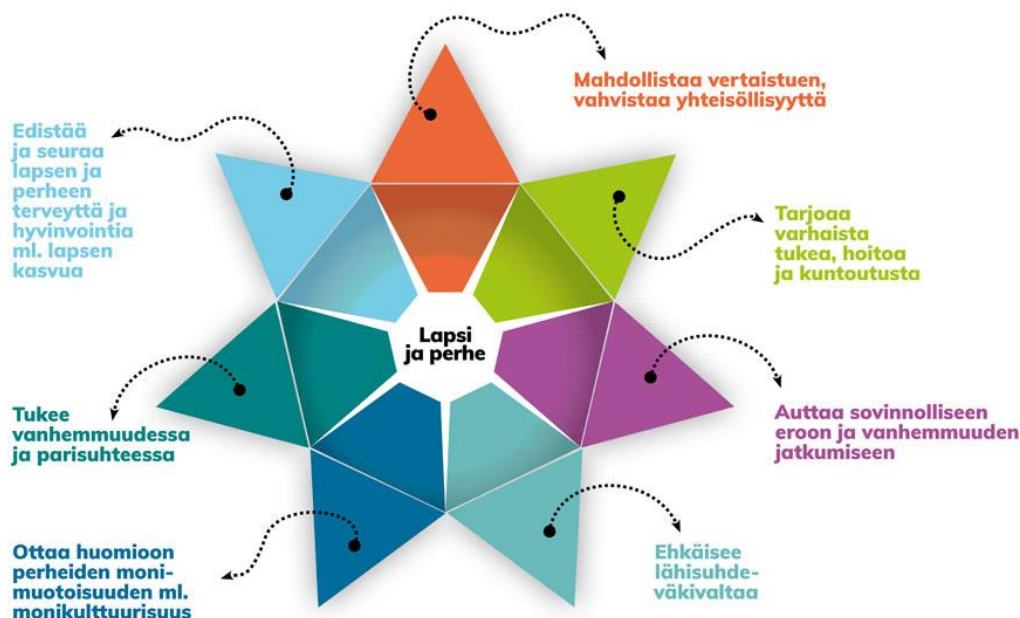 Mahdollistaa vertaistuen,
vahvistaa yhteisöllisyyttä
Edistää
ja seuraa
lapsen ja
perheen
terveyttä ja
hyvinvointia
ml. lapsen
kasvua
Tarjoaa
varhaista
tukea, hoitoa
ja kuntoutusta
Lapsi
ja perhe
Tukee
vanhemmuudessa
ja parisuhteessa
Auttaa sovinnolliseen
eroon ja vanhemmuuden
jatkumiseen
Ottaa huomioon
perheiden moni-
muotoisuuden ml.
monikulttuurisuus
Ehkäisee
lähisuhde-
väkivaltaa